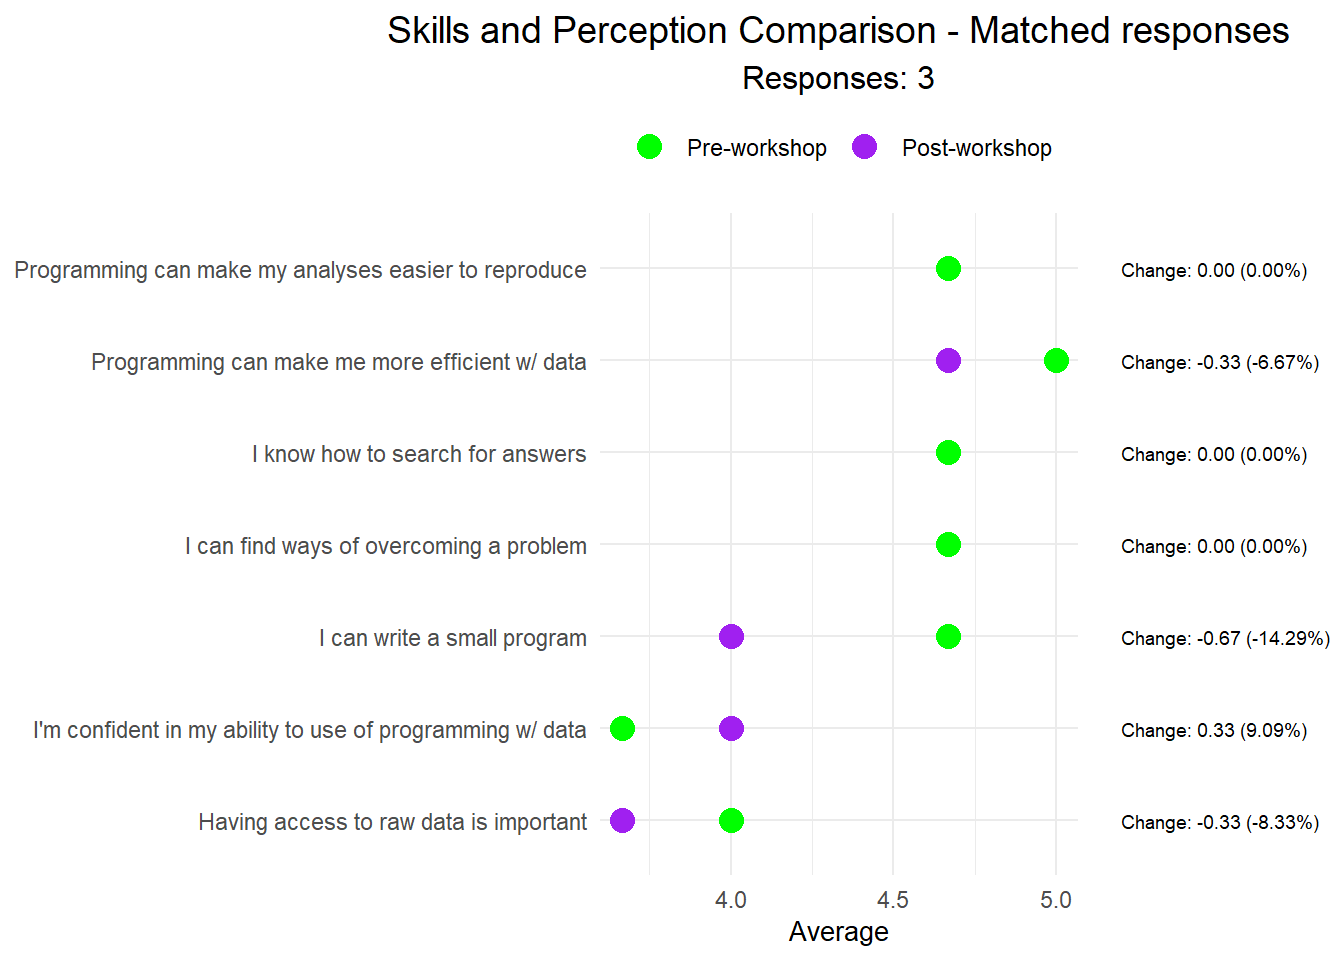 Skills and Perception Comparison - Matched responses
Responses: 3
Pre-workshop Post-workshop
Programming can make my analyses easier to reproduce Change: 0.00 (0.00%)
Programming can make me more efficient w/ data Change: -0.33 (-6.67%)
I know how to search for answers Change: 0.00 (0.00%)
I can find ways of overcoming a problem Change: 0.00 (0.00%)
I can write a small program Change: -0.67 (-14.29%)
I'm confident in my ability to use of programming w/ data Change: 0.33 (9.09%)
Having access to raw data is important Change: -0.33 (-8.33%)
4.0 4.5 5.0
Average